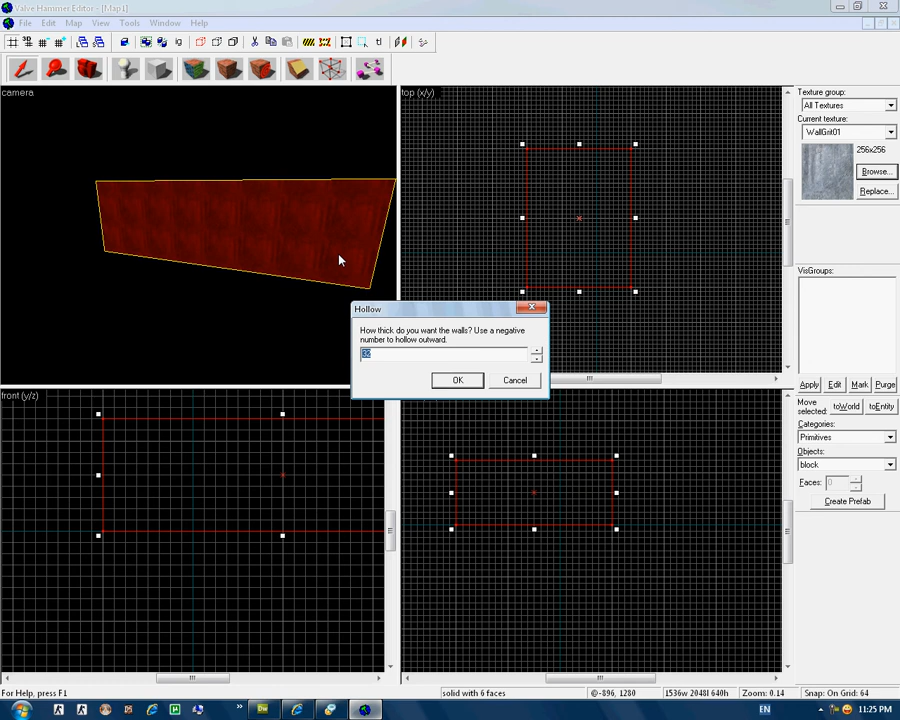 Valve Hammer Editor - [Map1]
File Edit Map View Tools Window Help
camera
top (x/y)
Texture group:
All Textures
Current texture:
WallGrit01
256x256
Browse...
Replace...
VisGroups:
Hollow
How thick do you want the walls? Use a negative
number to hollow outward.
32
OK Cancel
Apply Edit Mark Purge
front (y/z)
Move
selected: toWorld toEntity
Categories:
Primitives
Objects:
block
Faces: 0
Create Prefab
For Help, press F1
solid with 6 faces
@-896, 1280
1536w 2048l 640h
Zoom: 0.14
Snap: On Grid: 64
EN
11:25 PM